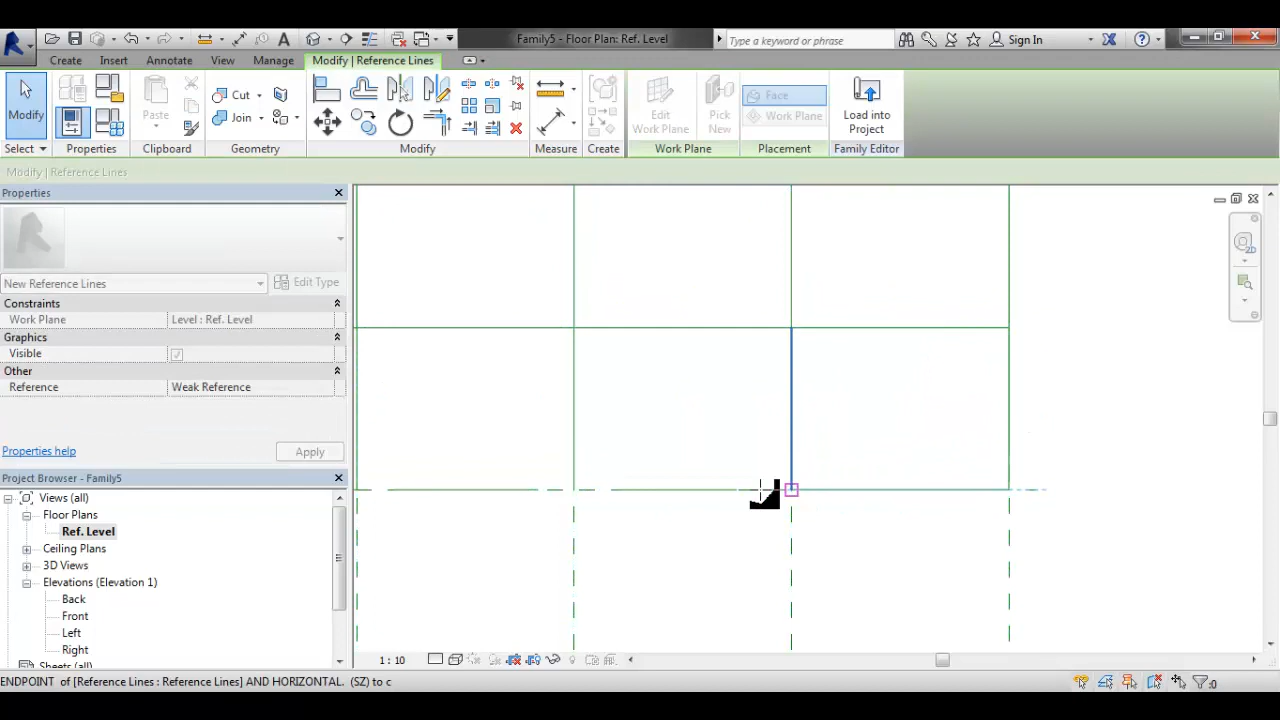 Family5 - Floor Plan: Ref. Level
Type a keyword or phrase
Sign In
Create
Insert
Annotate
View
Manage
Modify | Reference Lines
Modify
Paste
Cut
Join
Edit
Work Plane
Pick
New
Face
Work Plane
Load into
Project
Select
Properties
Clipboard
Geometry
Modify
Measure
Create
Work Plane
Placement
Family Editor
Modify | Reference Lines
Properties
New Reference Lines
Edit Type
Constraints
Work Plane
Level : Ref. Level
Graphics
Visible
Other
Reference
Weak Reference
Properties help
Apply
Project Browser - Family5
Views (all)
Floor Plans
Ref. Level
Ceiling Plans
3D Views
Elevations (Elevation 1)
Back
Front
Left
Right
Sheets (all)
2D
1 : 10
ENDPOINT of [Reference Lines : Reference Lines] AND HORIZONTAL. (SZ) to c
:0